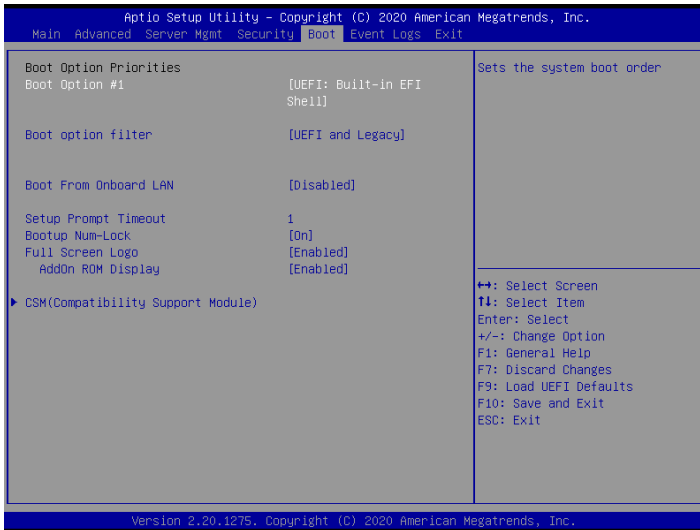 Aptio Setup Utility – Copyright (C) 2020 American Megatrends, Inc.
Main Advanced Server Mgmt Security Boot Event Logs Exit
Boot Option Priorities
Boot Option #1 [UEFI: Built-in EFI
Shell]
Boot option filter [UEFI and Legacy]
Boot From Onboard LAN [Disabled]
Setup Prompt Timeout 1
Bootup Num-Lock [On]
Full Screen Logo [Enabled]
AddOn ROM Display [Enabled]
▶ CSM(Compatibility Support Module)
Sets the system boot order
↔: Select Screen
↑↓: Select Item
Enter: Select
+/-: Change Option
F1: General Help
F7: Discard Changes
F9: Load UEFI Defaults
F10: Save and Exit
ESC: Exit
Version 2.20.1275. Copyright (C) 2020 American Megatrends, Inc.